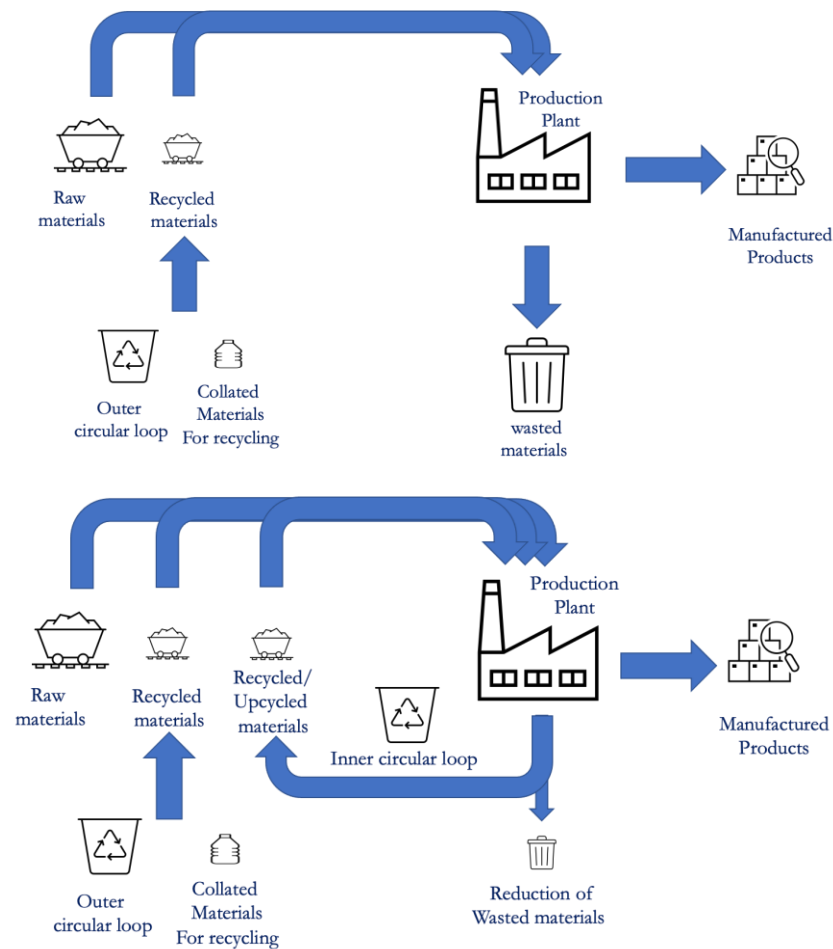 Production
Plant
Raw
materials
Recycled
materials
Manufactured
Products
Outer
circular loop
Collated
Materials
For recycling
wasted
materials
Production
Plant
Raw
materials
Recycled
materials
Recycled/
Upcycled
materials
Inner circular loop
Manufactured
Products
Outer
circular loop
Collated
Materials
For recycling
Reduction of
Wasted materials